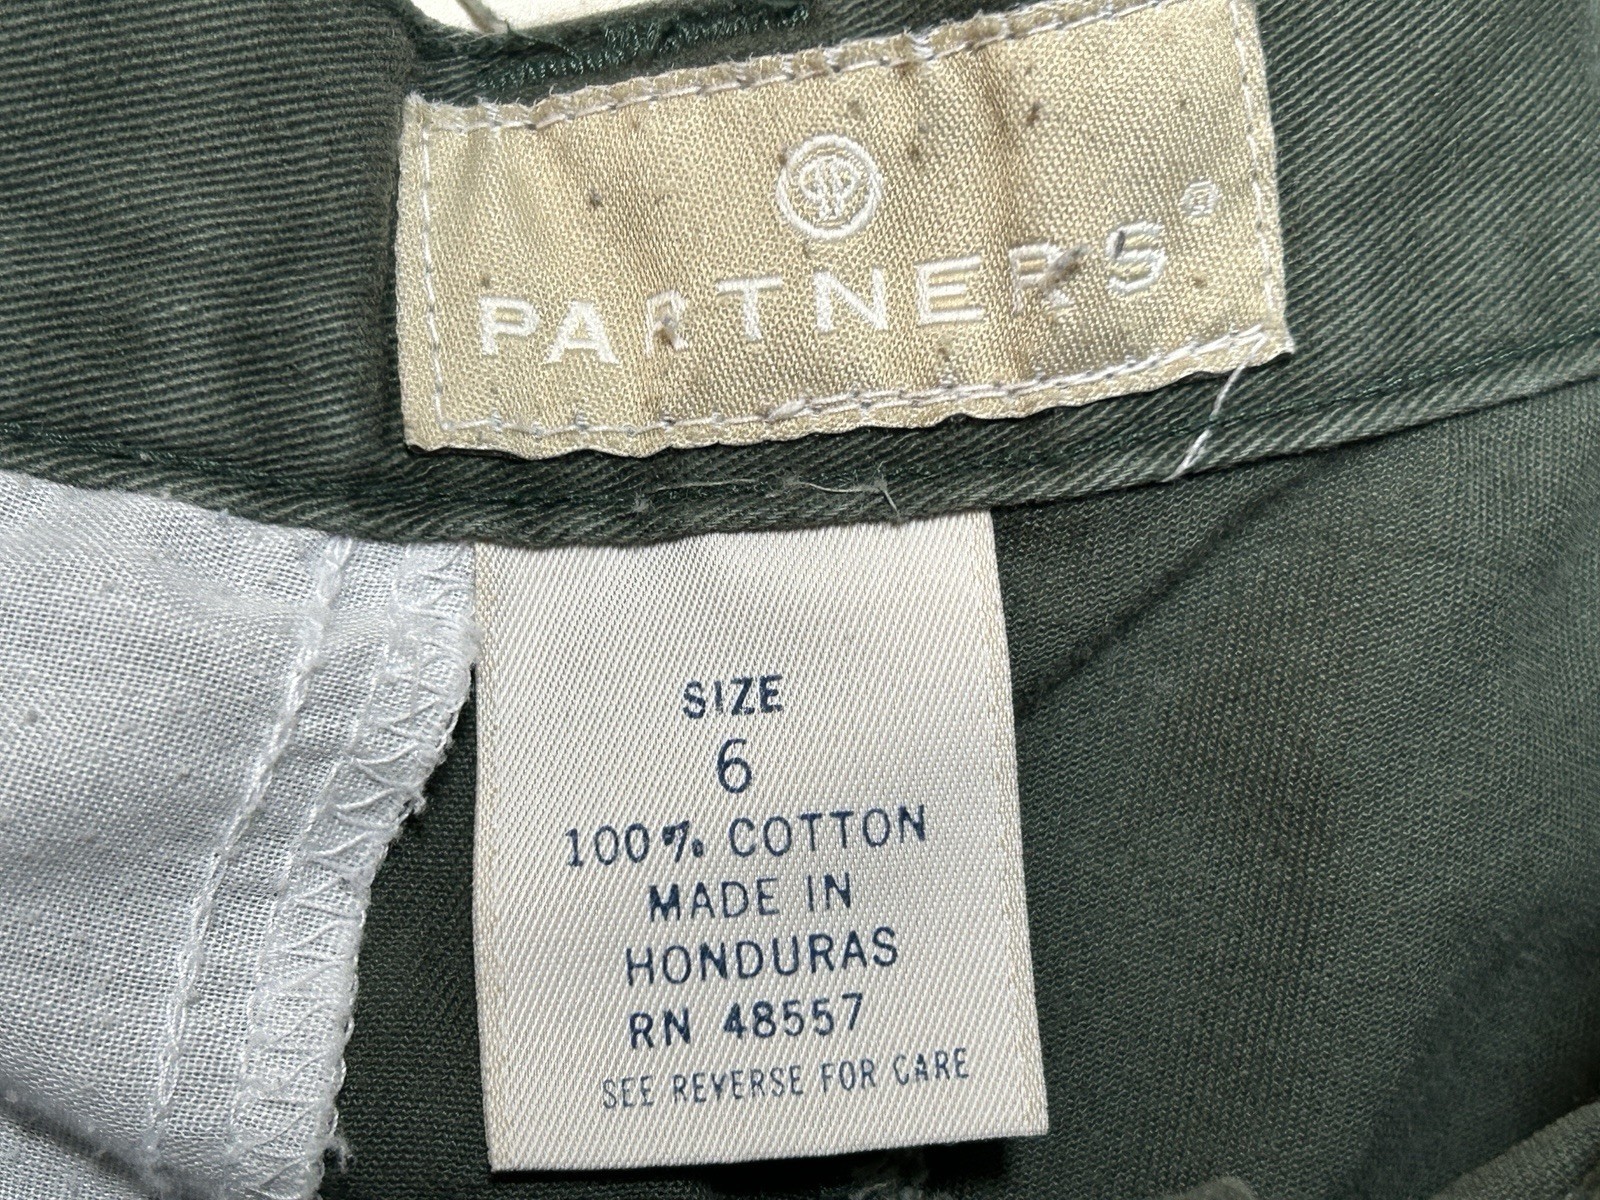 PARTNERS®
SIZE
6
100% COTTON
MADE IN
HONDURAS
RN 48557
SEE REVERSE FOR CARE